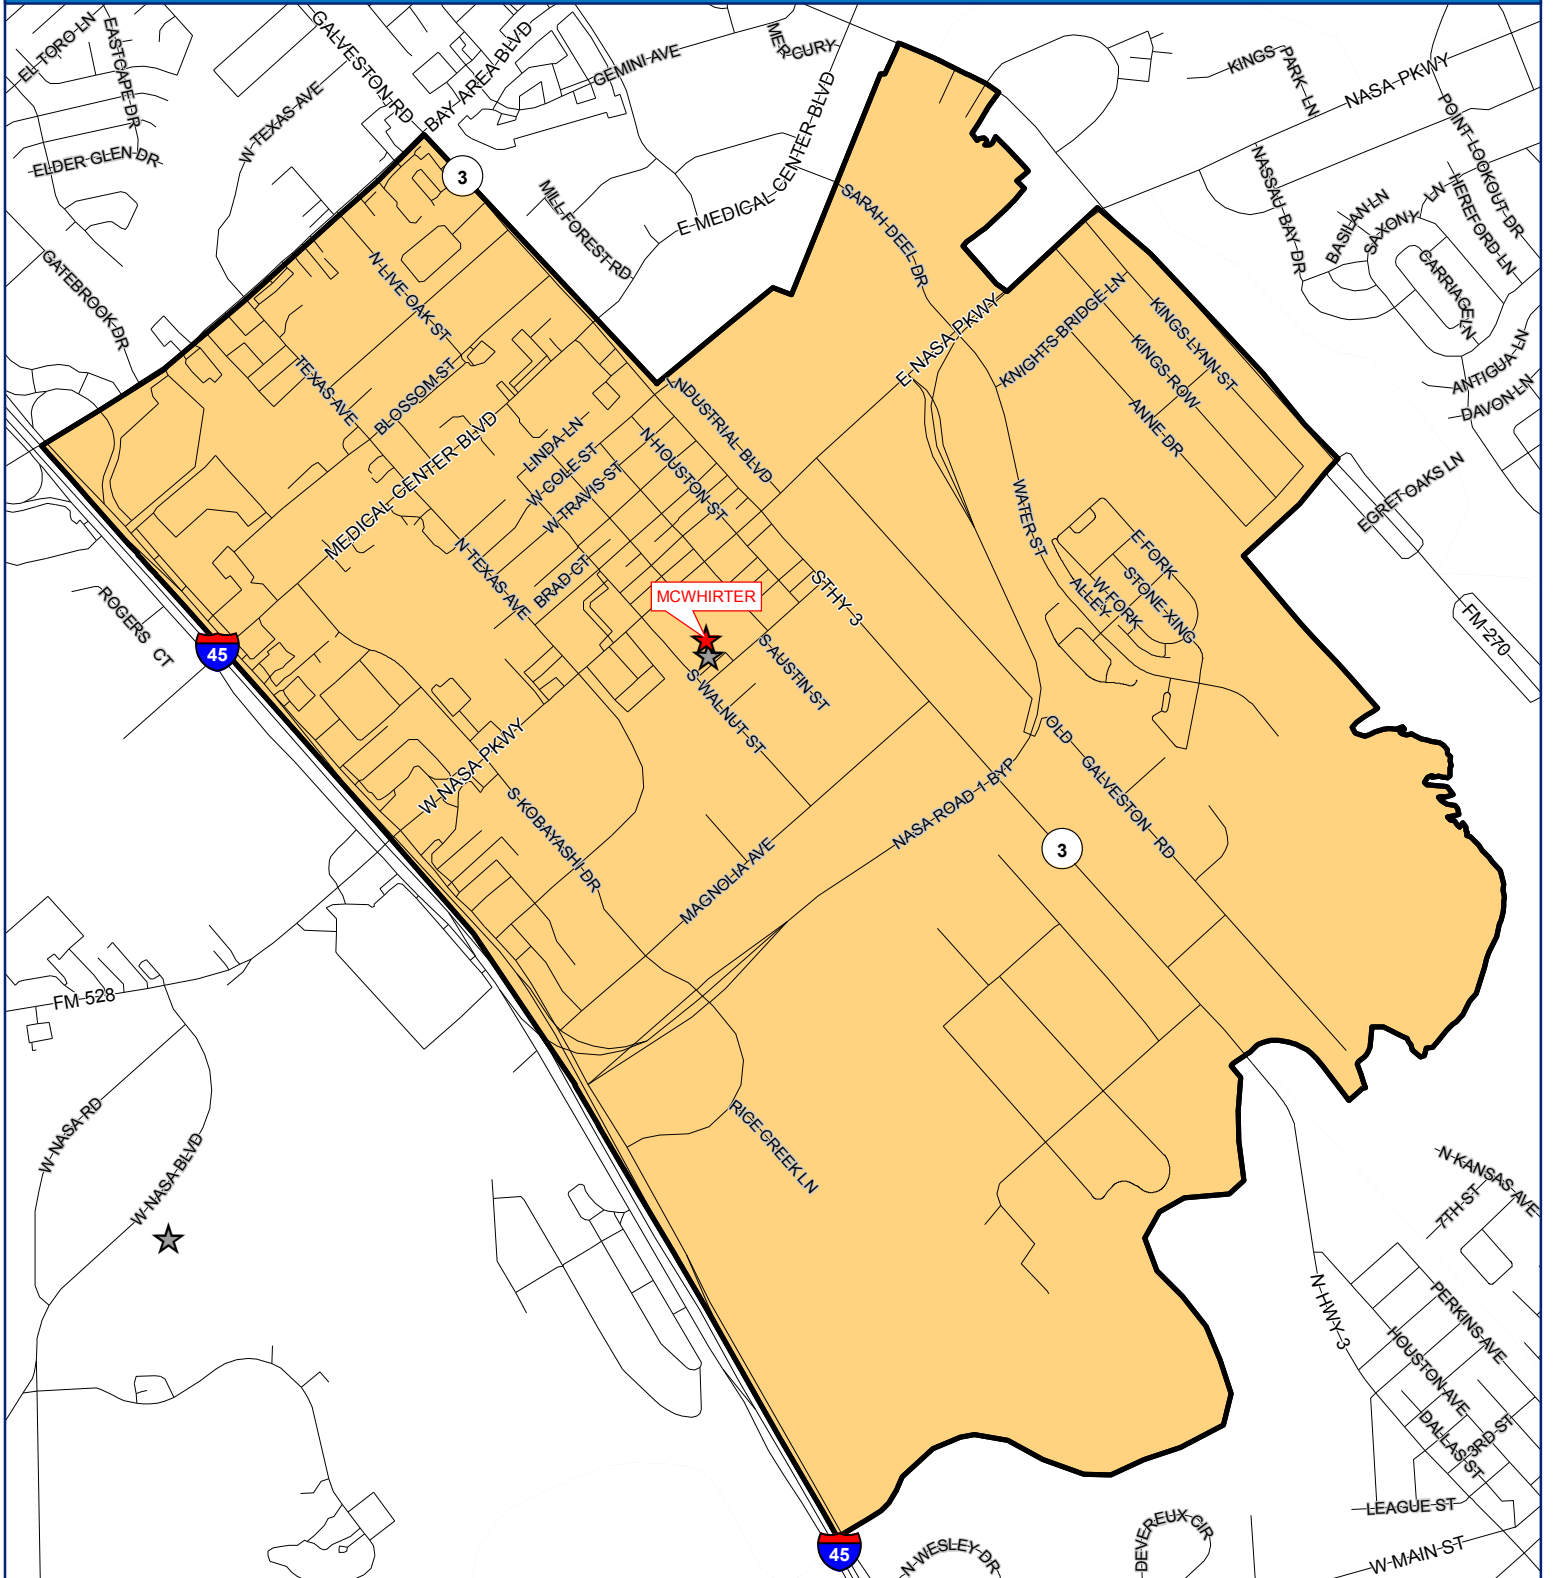 EL TORO LN
EASTCAPE DR
GALVESTON RD
BAY AREA BLVD
GEMINI AVE
MERCURY
KINGS PARK LN
NASA PKWY
ELDER GLEN DR
W TEXAS AVE
E MEDICAL CENTER BLVD
POINT LOOKOUT DR
3
MILL FOREST RD
SARAH DEEL DR
NASSAU BAY DR
BASILAN LN
SAXONY LN
HEREFORD LN
GATEBROOK DR
N LIVE OAK ST
CARRIAGE LN
E NASA PKWY
KNIGHTS BRIDGE LN
KINGS LYNN ST
KINGS ROW
ANNE DR
ANTIGUA LN
DAVON LN
TEXAS AVE
BLOSSOM ST
MEDICAL CENTER BLVD
LINDA LN
W COLE ST
W TRAVIS ST
NDUSTRIAL BLVD
N HOUSTON ST
EGRET OAKS LN
WATER ST
N TEXAS AVE
BRAD CT
E FORK
W FORK
ALLEY
STONE XING
STHY 3
MCWHIRTER
ROGERS CT
45
FM 270
S AUSTIN ST
S WALNUT ST
W NASA PKWY
OLD GALVESTON RD
NASA ROAD 1 BYP
S KOBAYASHI DR
MAGNOLIA AVE
3
FM 528
W NASA RD
W NASA BLVD
RICE CREEK LN
N KANSAS AVE
7TH ST
N HWY 3
PERKINS AVE
HOUSTON AVE
DALLAS ST
3RD ST
LEAGUE ST
W MAIN ST
45
N WESLEY DR
DEVEREUX CIR